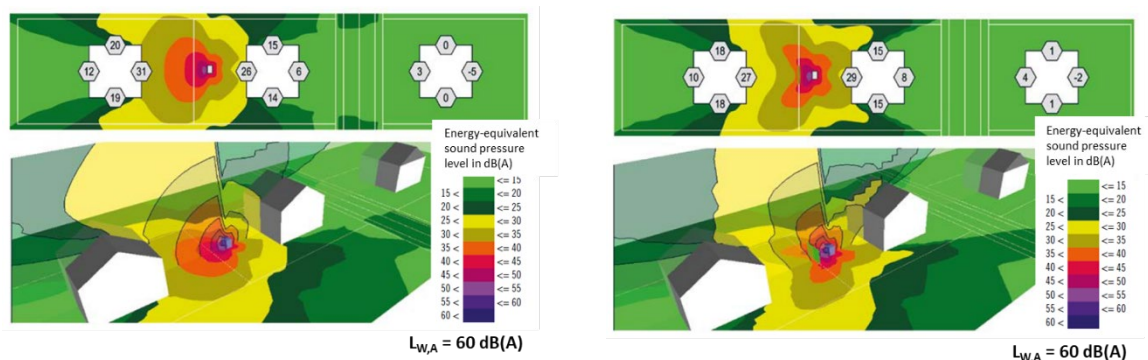 20 15 0
12 31 26 6 3 -5
19 14 0
Energy-equivalent
sound pressure
level in dB(A)
<= 15
15 < <= 20
20 < <= 25
25 < <= 30
30 < <= 35
35 < <= 40
40 < <= 45
45 < <= 50
50 < <= 55
55 < <= 60
60 <
L W,A = 60 dB(A)
18 15 1
10 27 29 8 4 -2
18 15 1
Energy-equivalent
sound pressure
level in dB(A)
<= 15
15 < <= 20
20 < <= 25
25 < <= 30
30 < <= 35
35 < <= 40
40 < <= 45
45 < <= 50
50 < <= 55
55 < <= 60
60 <
L W,A = 60 dB(A)